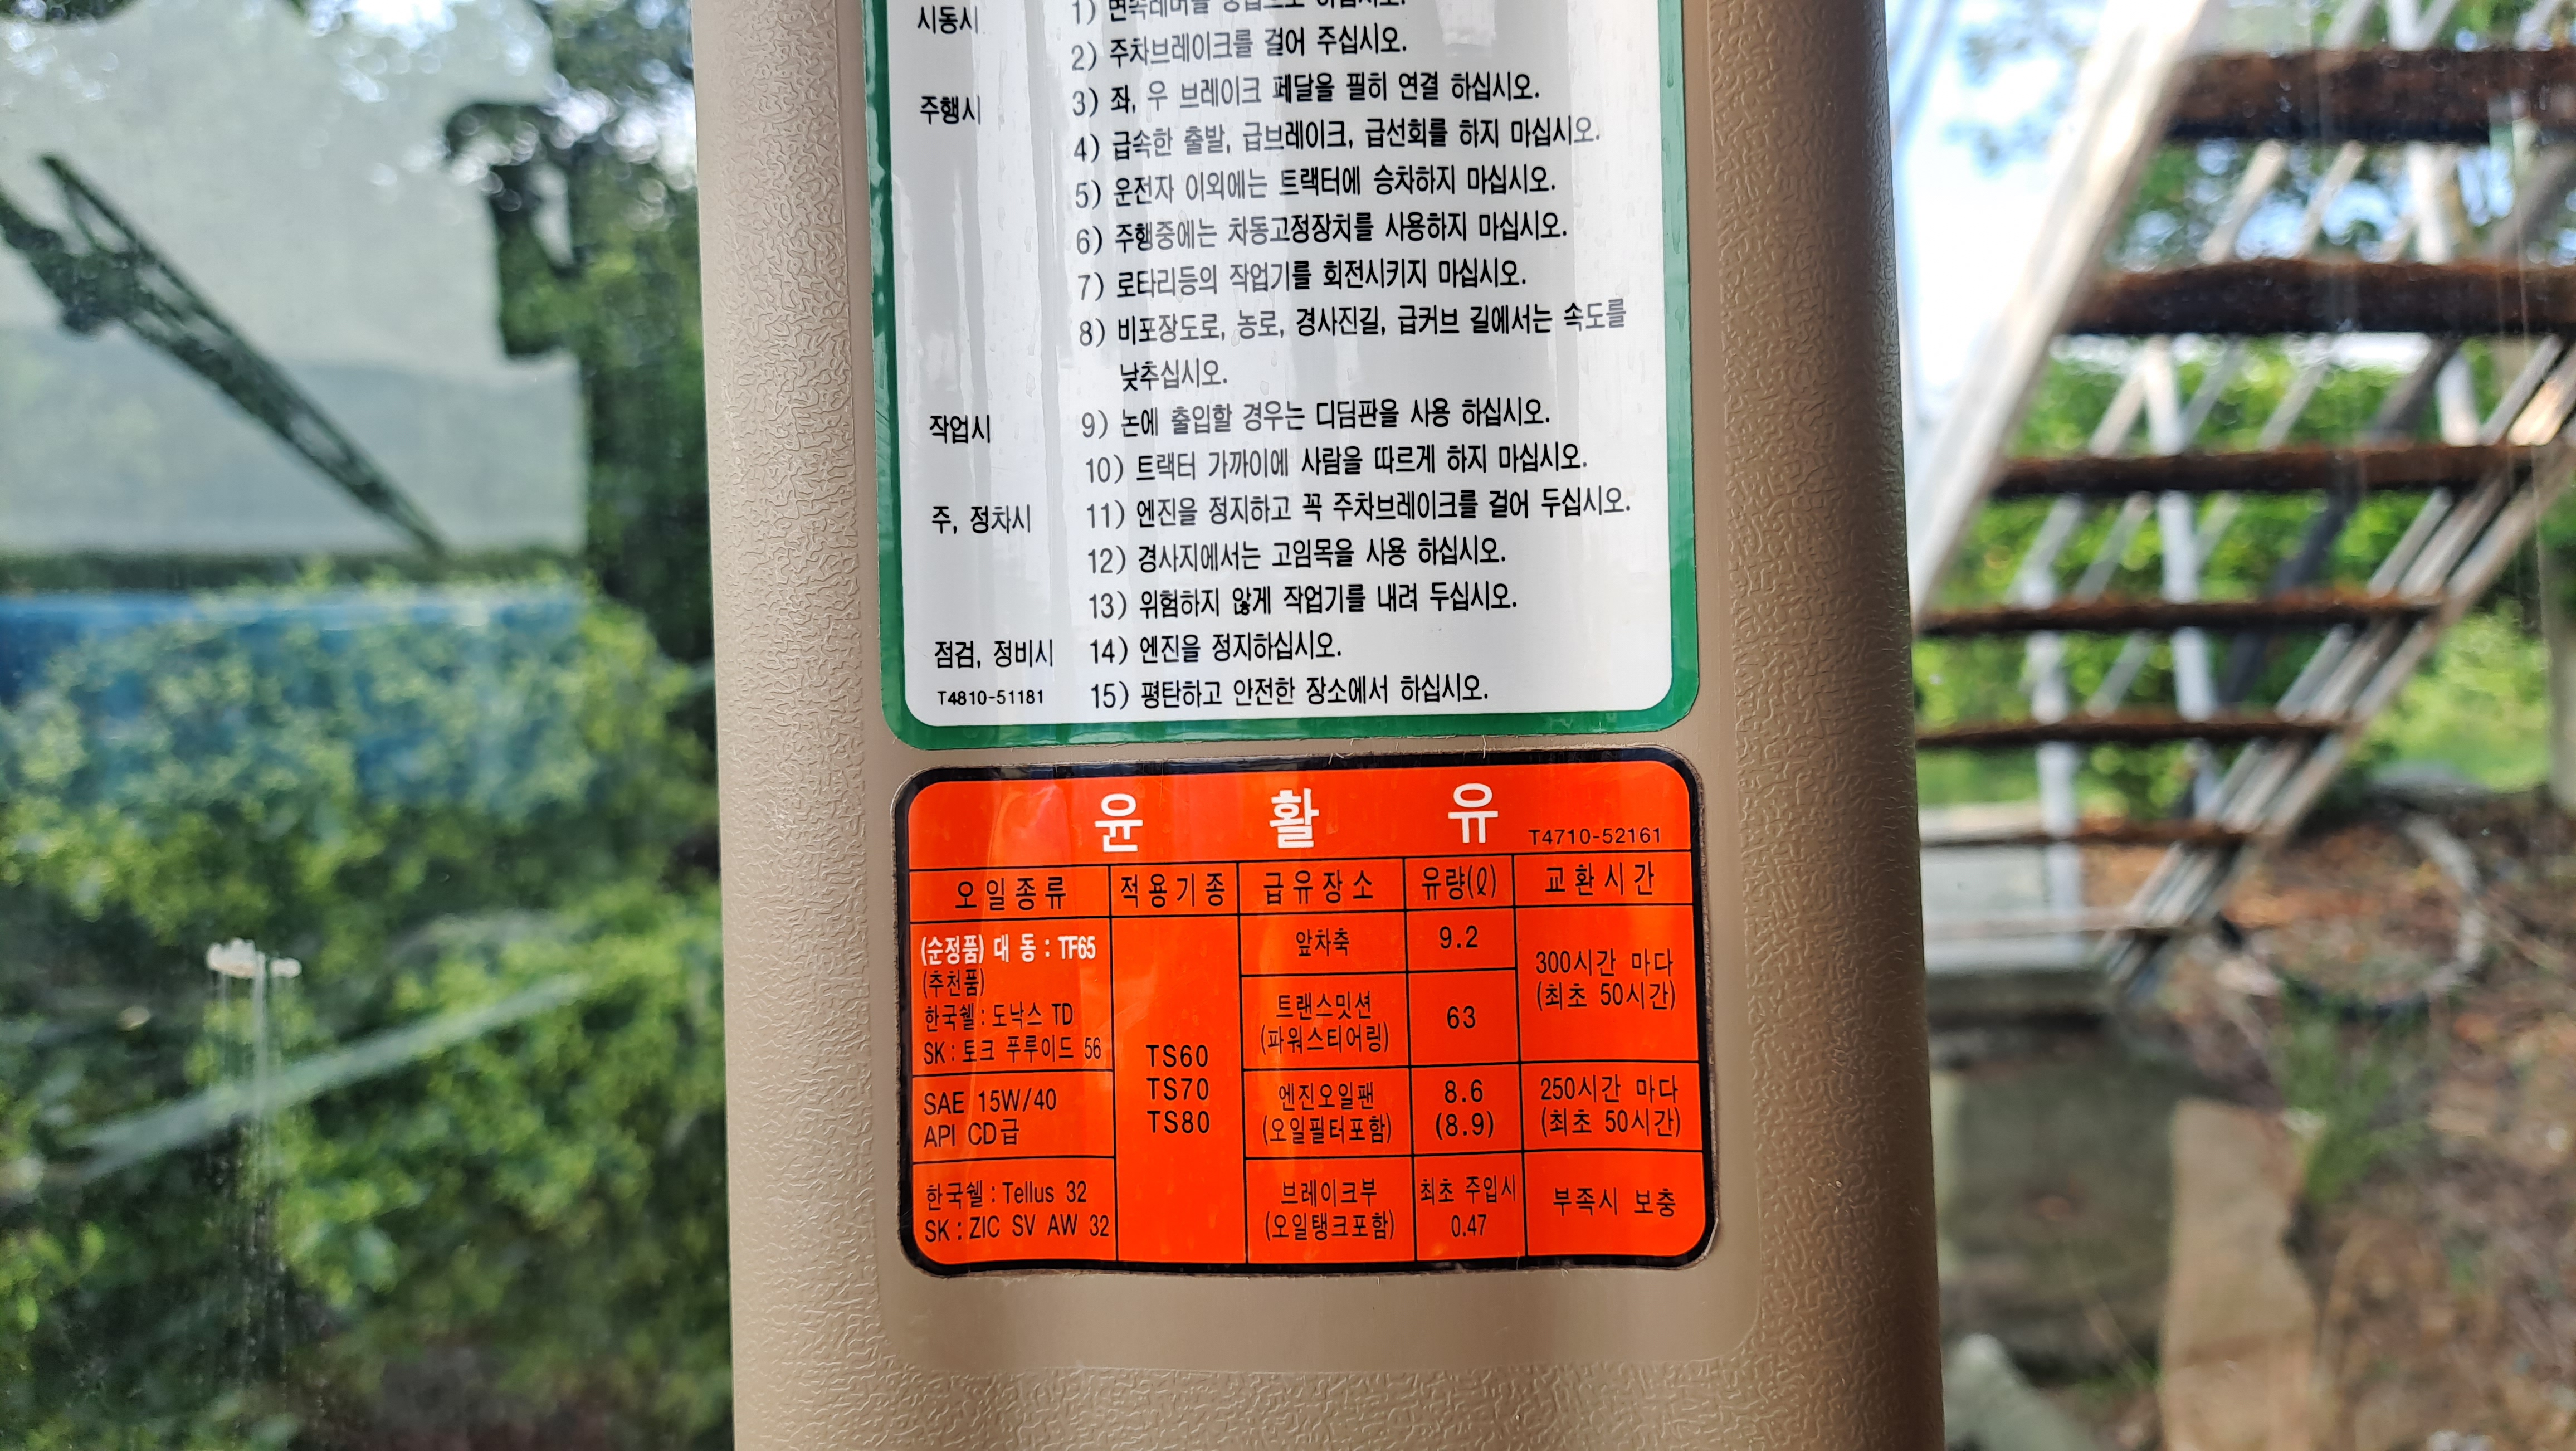 시동시
1)
2) 주차브레이크를 걸어 주십시오.
주행시
3) 좌, 우 브레이크 페달을 필히 연결 하십시오.
4) 급속한 출발, 급브레이크, 급선회를 하지 마십시오.
5) 운전자 이외에는 트랙터에 승차하지 마십시오.
6) 주행중에는 차동고정장치를 사용하지 마십시오.
7) 로타리등의 작업기를 회전시키지 마십시오.
8) 비포장도로, 농로, 경사진길, 급커브 길에서는 속도를
낮추십시오.
작업시
9) 논에 출입할 경우는 디딤판을 사용 하십시오.
10) 트랙터 가까이에 사람을 따르게 하지 마십시오.
주, 정차시
11) 엔진을 정지하고 꼭 주차브레이크를 걸어 두십시오.
12) 경사지에서는 고임목을 사용 하십시오.
13) 위험하지 않게 작업기를 내려 두십시오.
점검, 정비시
14) 엔진을 정지하십시오.
T4810-51181
15) 평탄하고 안전한 장소에서 하십시오.
윤 활 유
T4710-52161
오일종류 적용기종 급유장소 유량(ℓ) 교환시간
(순정품) 대 동 : TF65
(추천품)
한국쉘 : 도낙스 TD
SK : 토크 푸루이드 56
SAE 15W/40
API CD급
한국쉘 : Tellus 32
SK : ZIC SV AW 32
TS60
TS70
TS80
앞차축
9.2
트랜스밋션
(파워스티어링)
63
300시간 마다
(최초 50시간)
엔진오일팬
(오일필터포함)
8.6
(8.9)
250시간 마다
(최초 50시간)
브레이크부
(오일탱크포함)
최초 주입시
0.47
부족시 보충